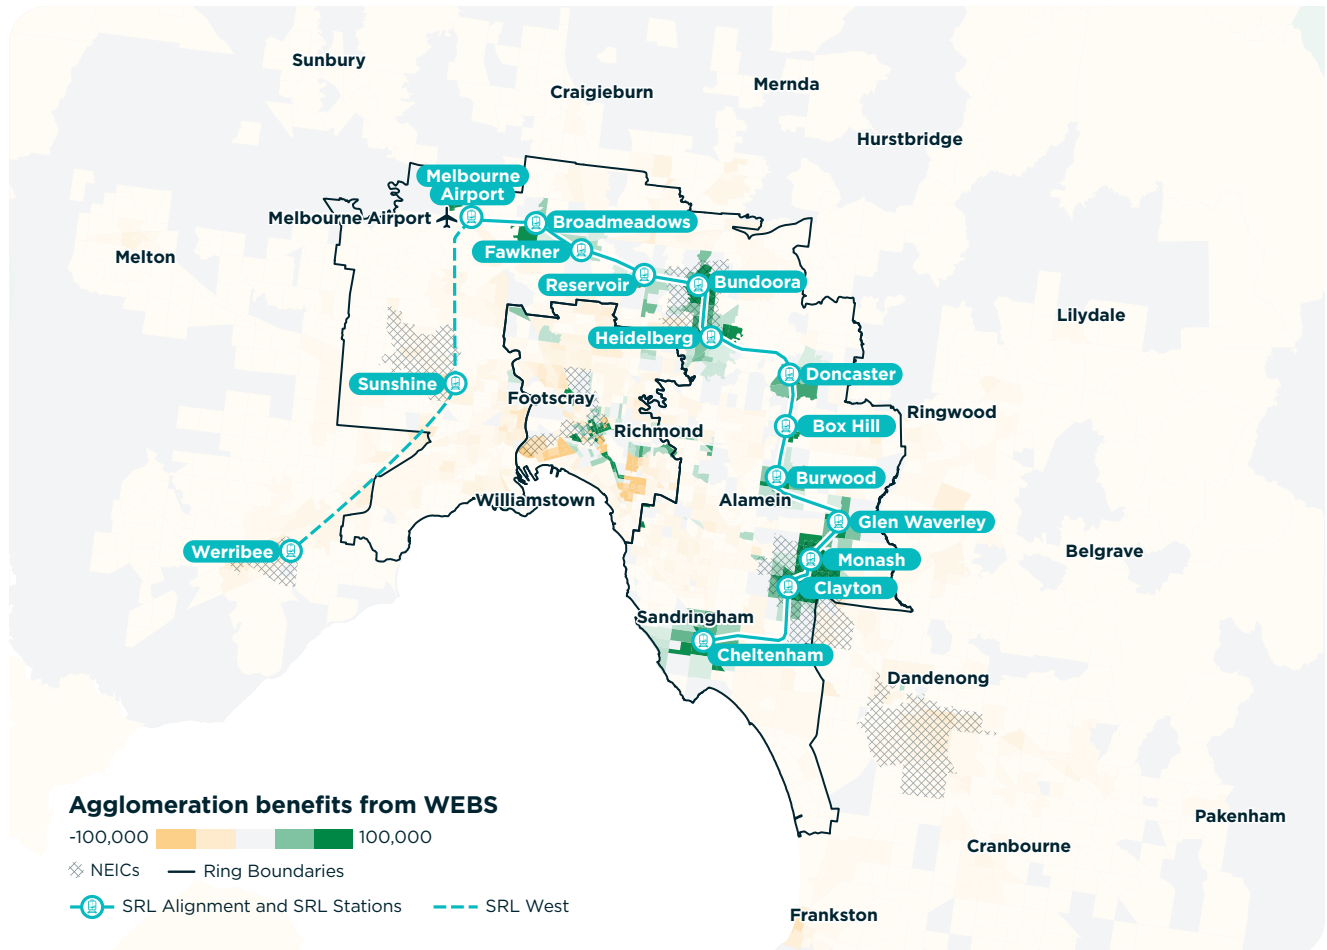 Sunbury
Craigieburn
Mernda
Hurstbridge
Melbourne
Airport
Melbourne Airport
Broadmeadows
Fawkner
Melton
Reservoir
Bundoora
Lilydale
Heidelberg
Doncaster
Sunshine
Footscray
Ringwood
Richmond
Box Hill
Burwood
Williamstown
Alamein
Glen Waverley
Werribee
Belgrave
Monash
Clayton
Sandringham
Cheltenham
Dandenong
Agglomeration benefits from WEBS
-100,000 100,000
Pakenham
Cranbourne
NEICs Ring Boundaries
SRL Alignment and SRL Stations SRL West
Frankston